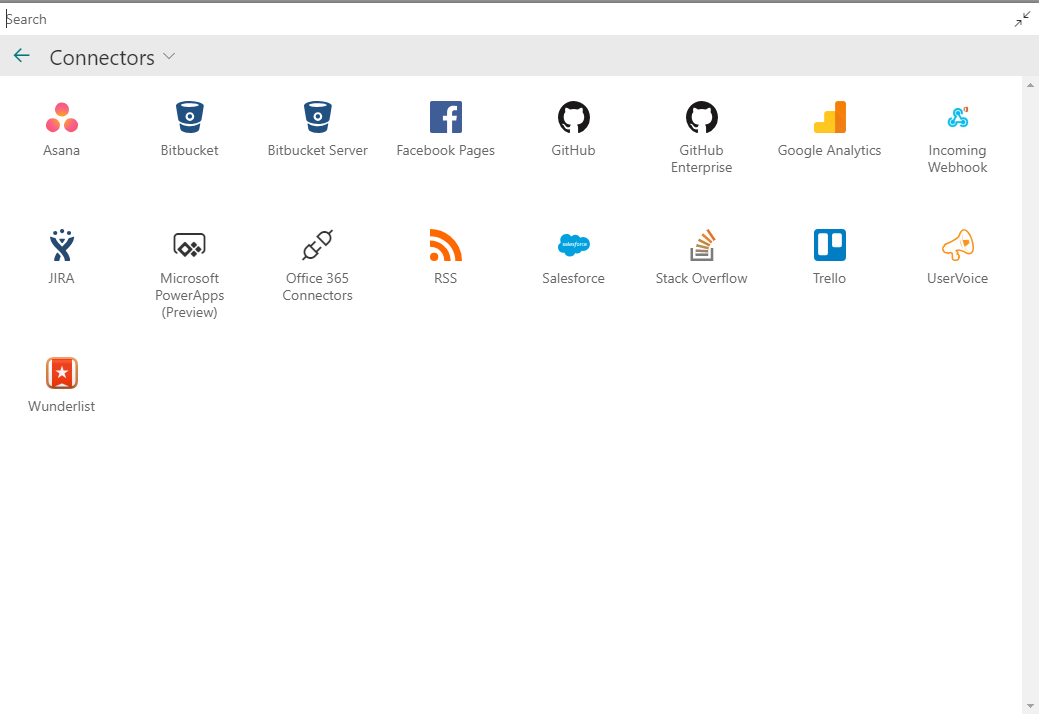 Search
Connectors
Asana
Bitbucket
Bitbucket Server
Facebook Pages
GitHub
GitHub
Enterprise
Google Analytics
Incoming
Webhook
JIRA
Microsoft
PowerApps
(Preview)
Office 365
Connectors
RSS
salesforce
Salesforce
Stack Overflow
Trello
UserVoice
Wunderlist